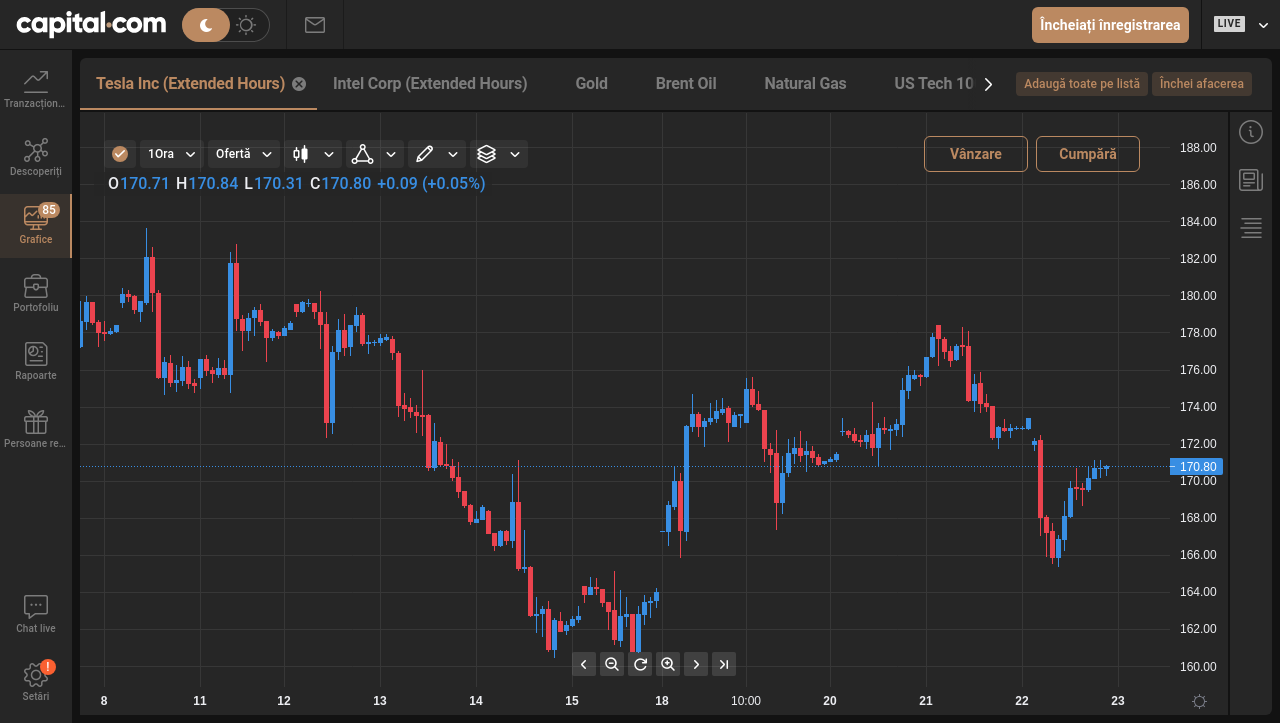 capital.com
Încheiați înregistrarea
LIVE
Tesla Inc (Extended Hours)
Intel Corp (Extended Hours)
Gold
Brent Oil
Natural Gas
US Tech 10
Adaugă toate pe listă
Închei afacerea
Tranzacțion...
Descoperiți
85
Grafice
Portofoliu
Rapoarte
Persoane re...
Chat live
!
Setări
1Ora
Ofertă
Vânzare
Cumpără
O170.71 H170.84 L170.31 C170.80 +0.09 (+0.05%)
188.00
186.00
184.00
182.00
180.00
178.00
176.00
174.00
172.00
170.80
170.00
168.00
166.00
164.00
162.00
160.00
8 11 12 13 14 15 18 10:00 20 21 22 23